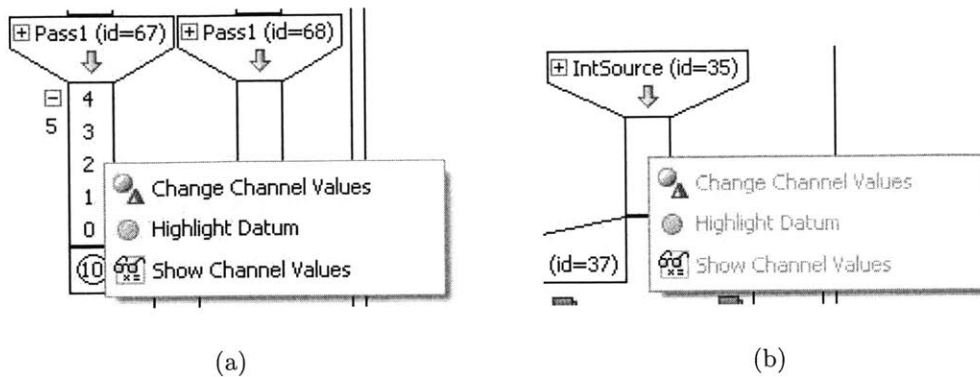 Pass1 (id=67) Pass1 (id=68)
4
5
3
2
1
0
10
Change Channel Values
Highlight Datum
Show Channel Values
(a)
IntSource (id=35)
(id=37)
Change Channel Values
Highlight Datum
Show Channel Values
(b)